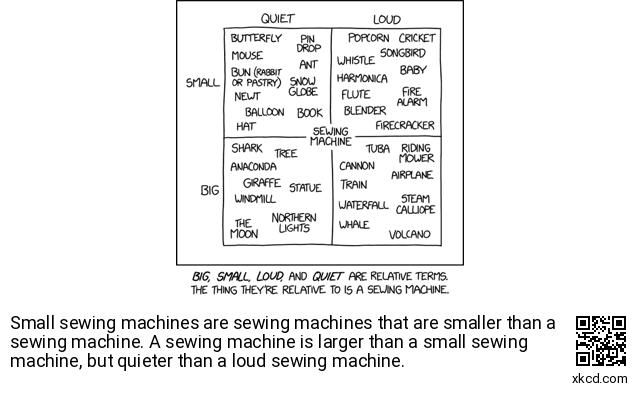 QUIET LOUD
BUTTERFLY
PIN
DROP
MOUSE
ANT
BUN (RABBIT
OR PASTRY)
SNOW
GLOBE
NEWT
BALLOON
BOOK
HAT
POPCORN
CRICKET
SONGBIRD
WHISTLE
BABY
HARMONICA
FLUTE
FIRE
ALARM
BLENDER
FIRECRACKER
SMALL
SEWING
MACHINE
SHARK
TREE
ANACONDA
GIRAFFE
STATUE
WINDMILL
THE
MOON
NORTHERN
LIGHTS
TUBA
RIDING
MOWER
CANNON
AIRPLANE
TRAIN
WATERFALL
STEAM
CALLIOPE
WHALE
VOLCANO
BIG
BIG, SMALL, LOUD, AND QUIET ARE RELATIVE TERMS.
THE THING THEY'RE RELATIVE TO IS A SEWING MACHINE.
Small sewing machines are sewing machines that are smaller than a
sewing machine. A sewing machine is larger than a small sewing
machine, but quieter than a loud sewing machine.
xkcd.com